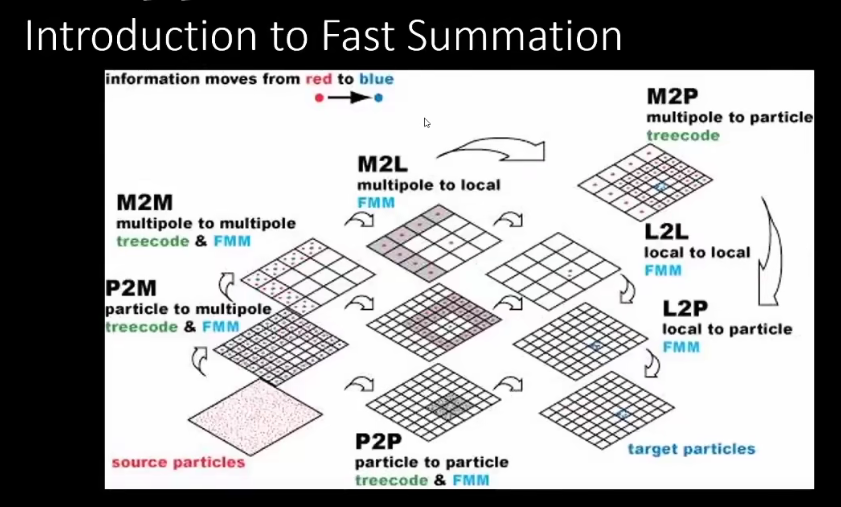 Introduction to Fast Summation
information moves from red to blue
M2P
multipole to particle
treecode
M2L
multipole to local
FMM
M2M
multipole to multipole
treecode & FMM
L2L
local to local
FMM
P2M
particle to multipole
treecode & FMM
L2P
local to particle
FMM
source particles
P2P
particle to particle
treecode & FMM
target particles